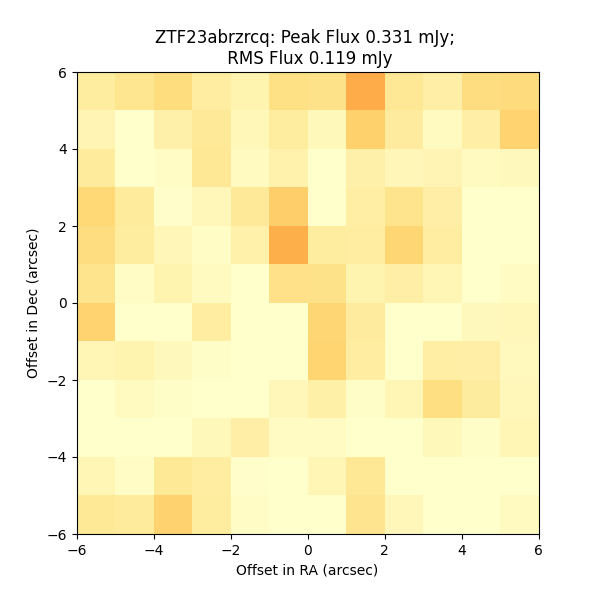 ZTF23abrzrcq: Peak Flux 0.331 mJy;
RMS Flux 0.119 mJy
6
4
2
0
−2
−4
−6
Offset in Dec (arcsec)
−6 −4 −2 0 2 4 6
Offset in RA (arcsec)